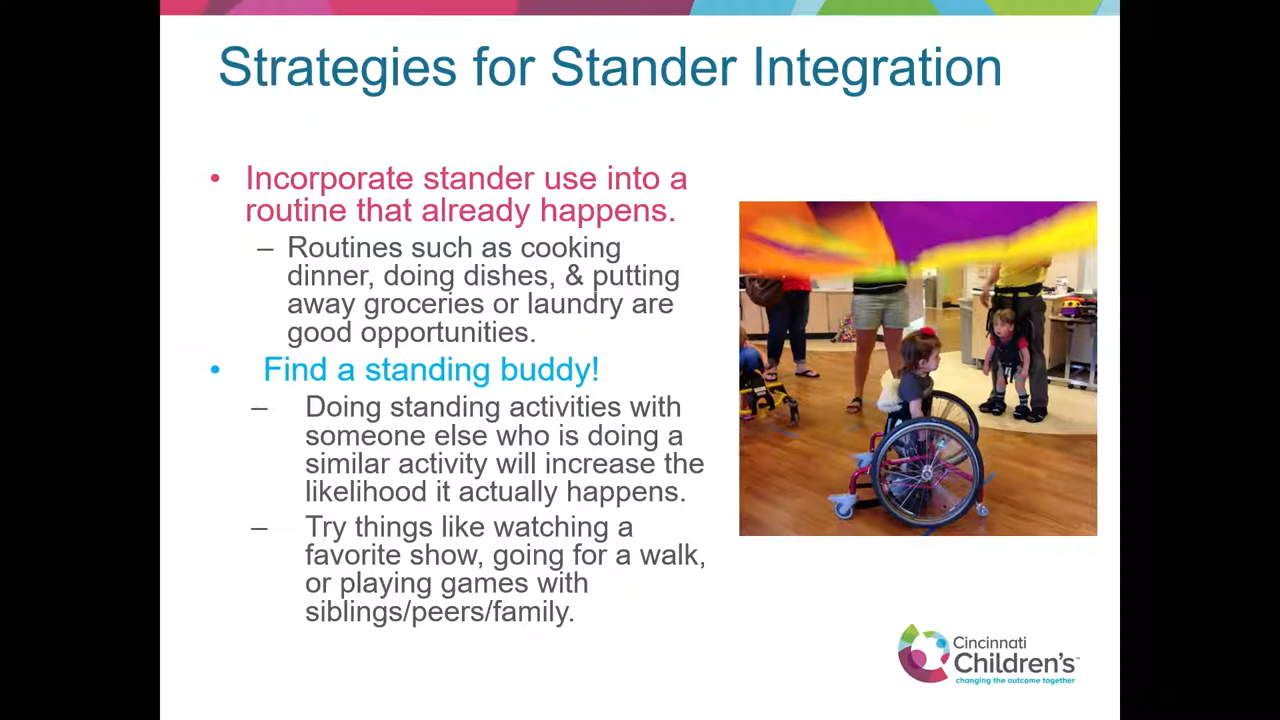 Strategies for Stander Integration
• Incorporate stander use into a
routine that already happens.
– Routines such as cooking
dinner, doing dishes, & putting
away groceries or laundry are
good opportunities.
• Find a standing buddy!
– Doing standing activities with
someone else who is doing a
similar activity will increase the
likelihood it actually happens.
– Try things like watching a
favorite show, going for a walk,
or playing games with
siblings/peers/family.
Cincinnati
Children's™
changing the outcome together